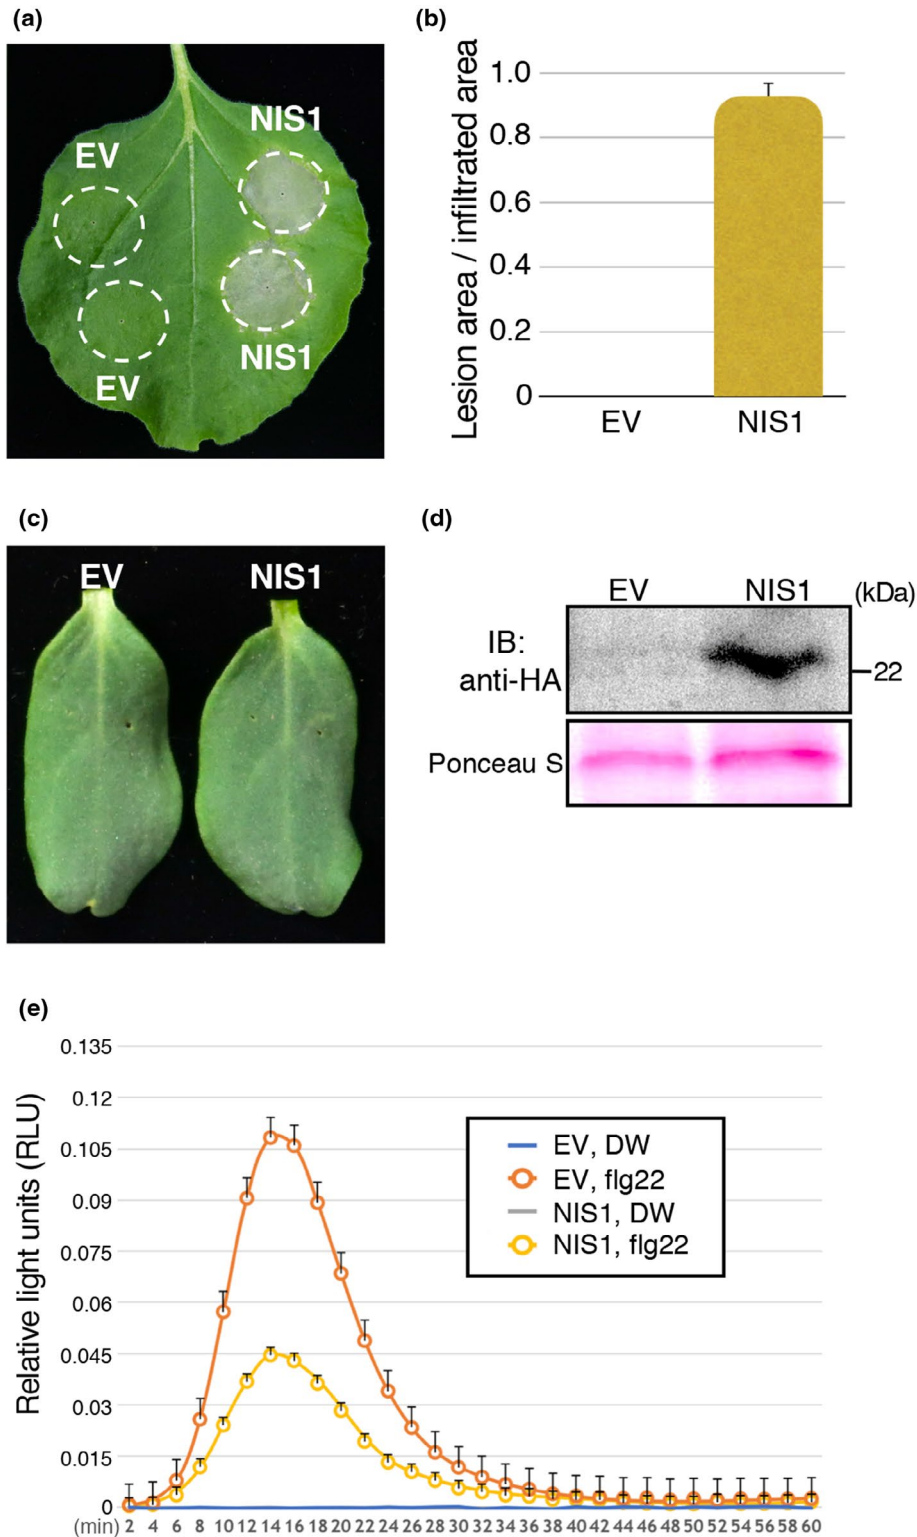 (a)
EV
EV
NIS1
NIS1
(b)
Lesion area / infiltrated area
1.0
0.8
0.6
0.4
0.2
0
EV NIS1
(c)
EV NIS1
(d)
EV NIS1 (kDa)
IB:
anti-HA
22
Ponceau S
(e)
Relative light units (RLU)
0.135
0.12
0.105
0.09
0.075
0.06
0.045
0.03
0.015
0
EV, DW
EV, flg22
NIS1, DW
NIS1, flg22
(min) 2 4 6 8 10 12 14 16 18 20 22 24 26 28 30 32 34 36 38 40 42 44 46 48 50 52 54 56 58 60